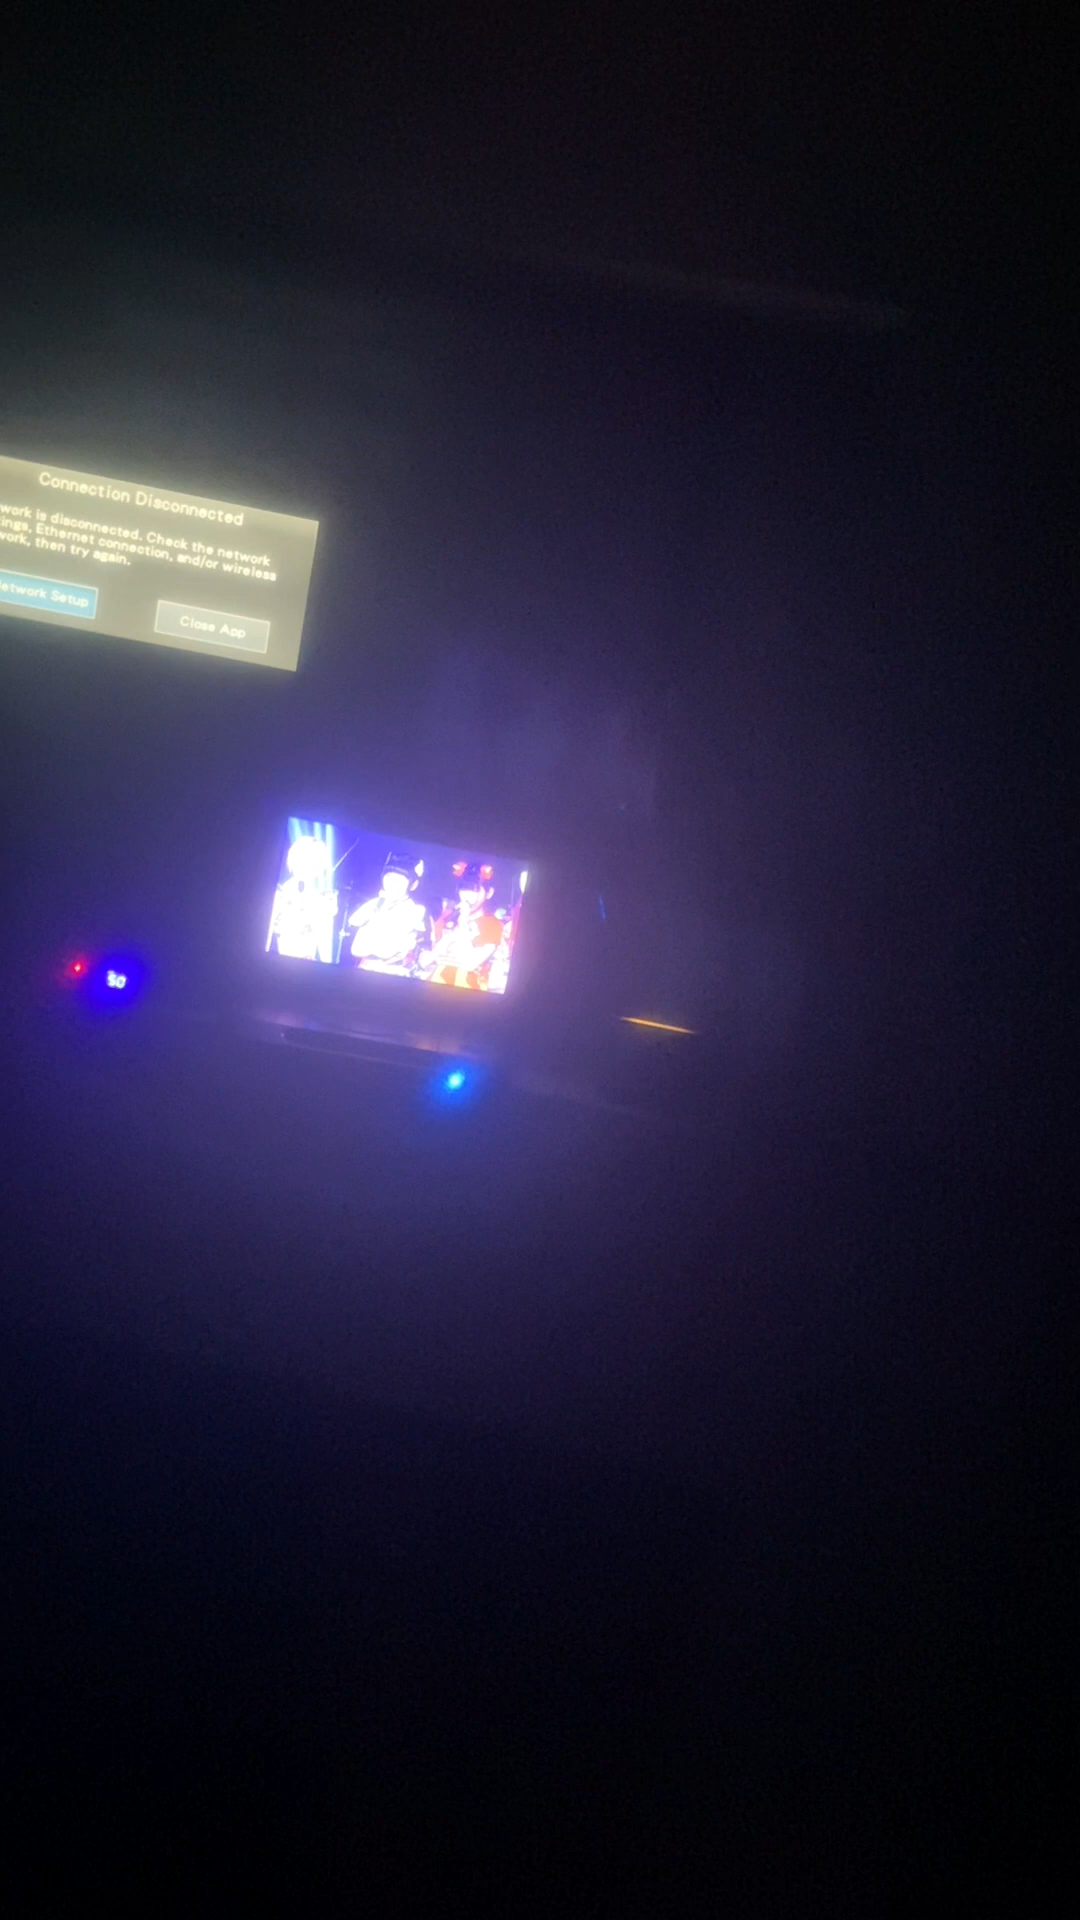 Connection Disconnected
work is disconnected. Check the network
ings, Ethernet connection, and/or wireless
work, then try again.
etwork Setup
Close App
50